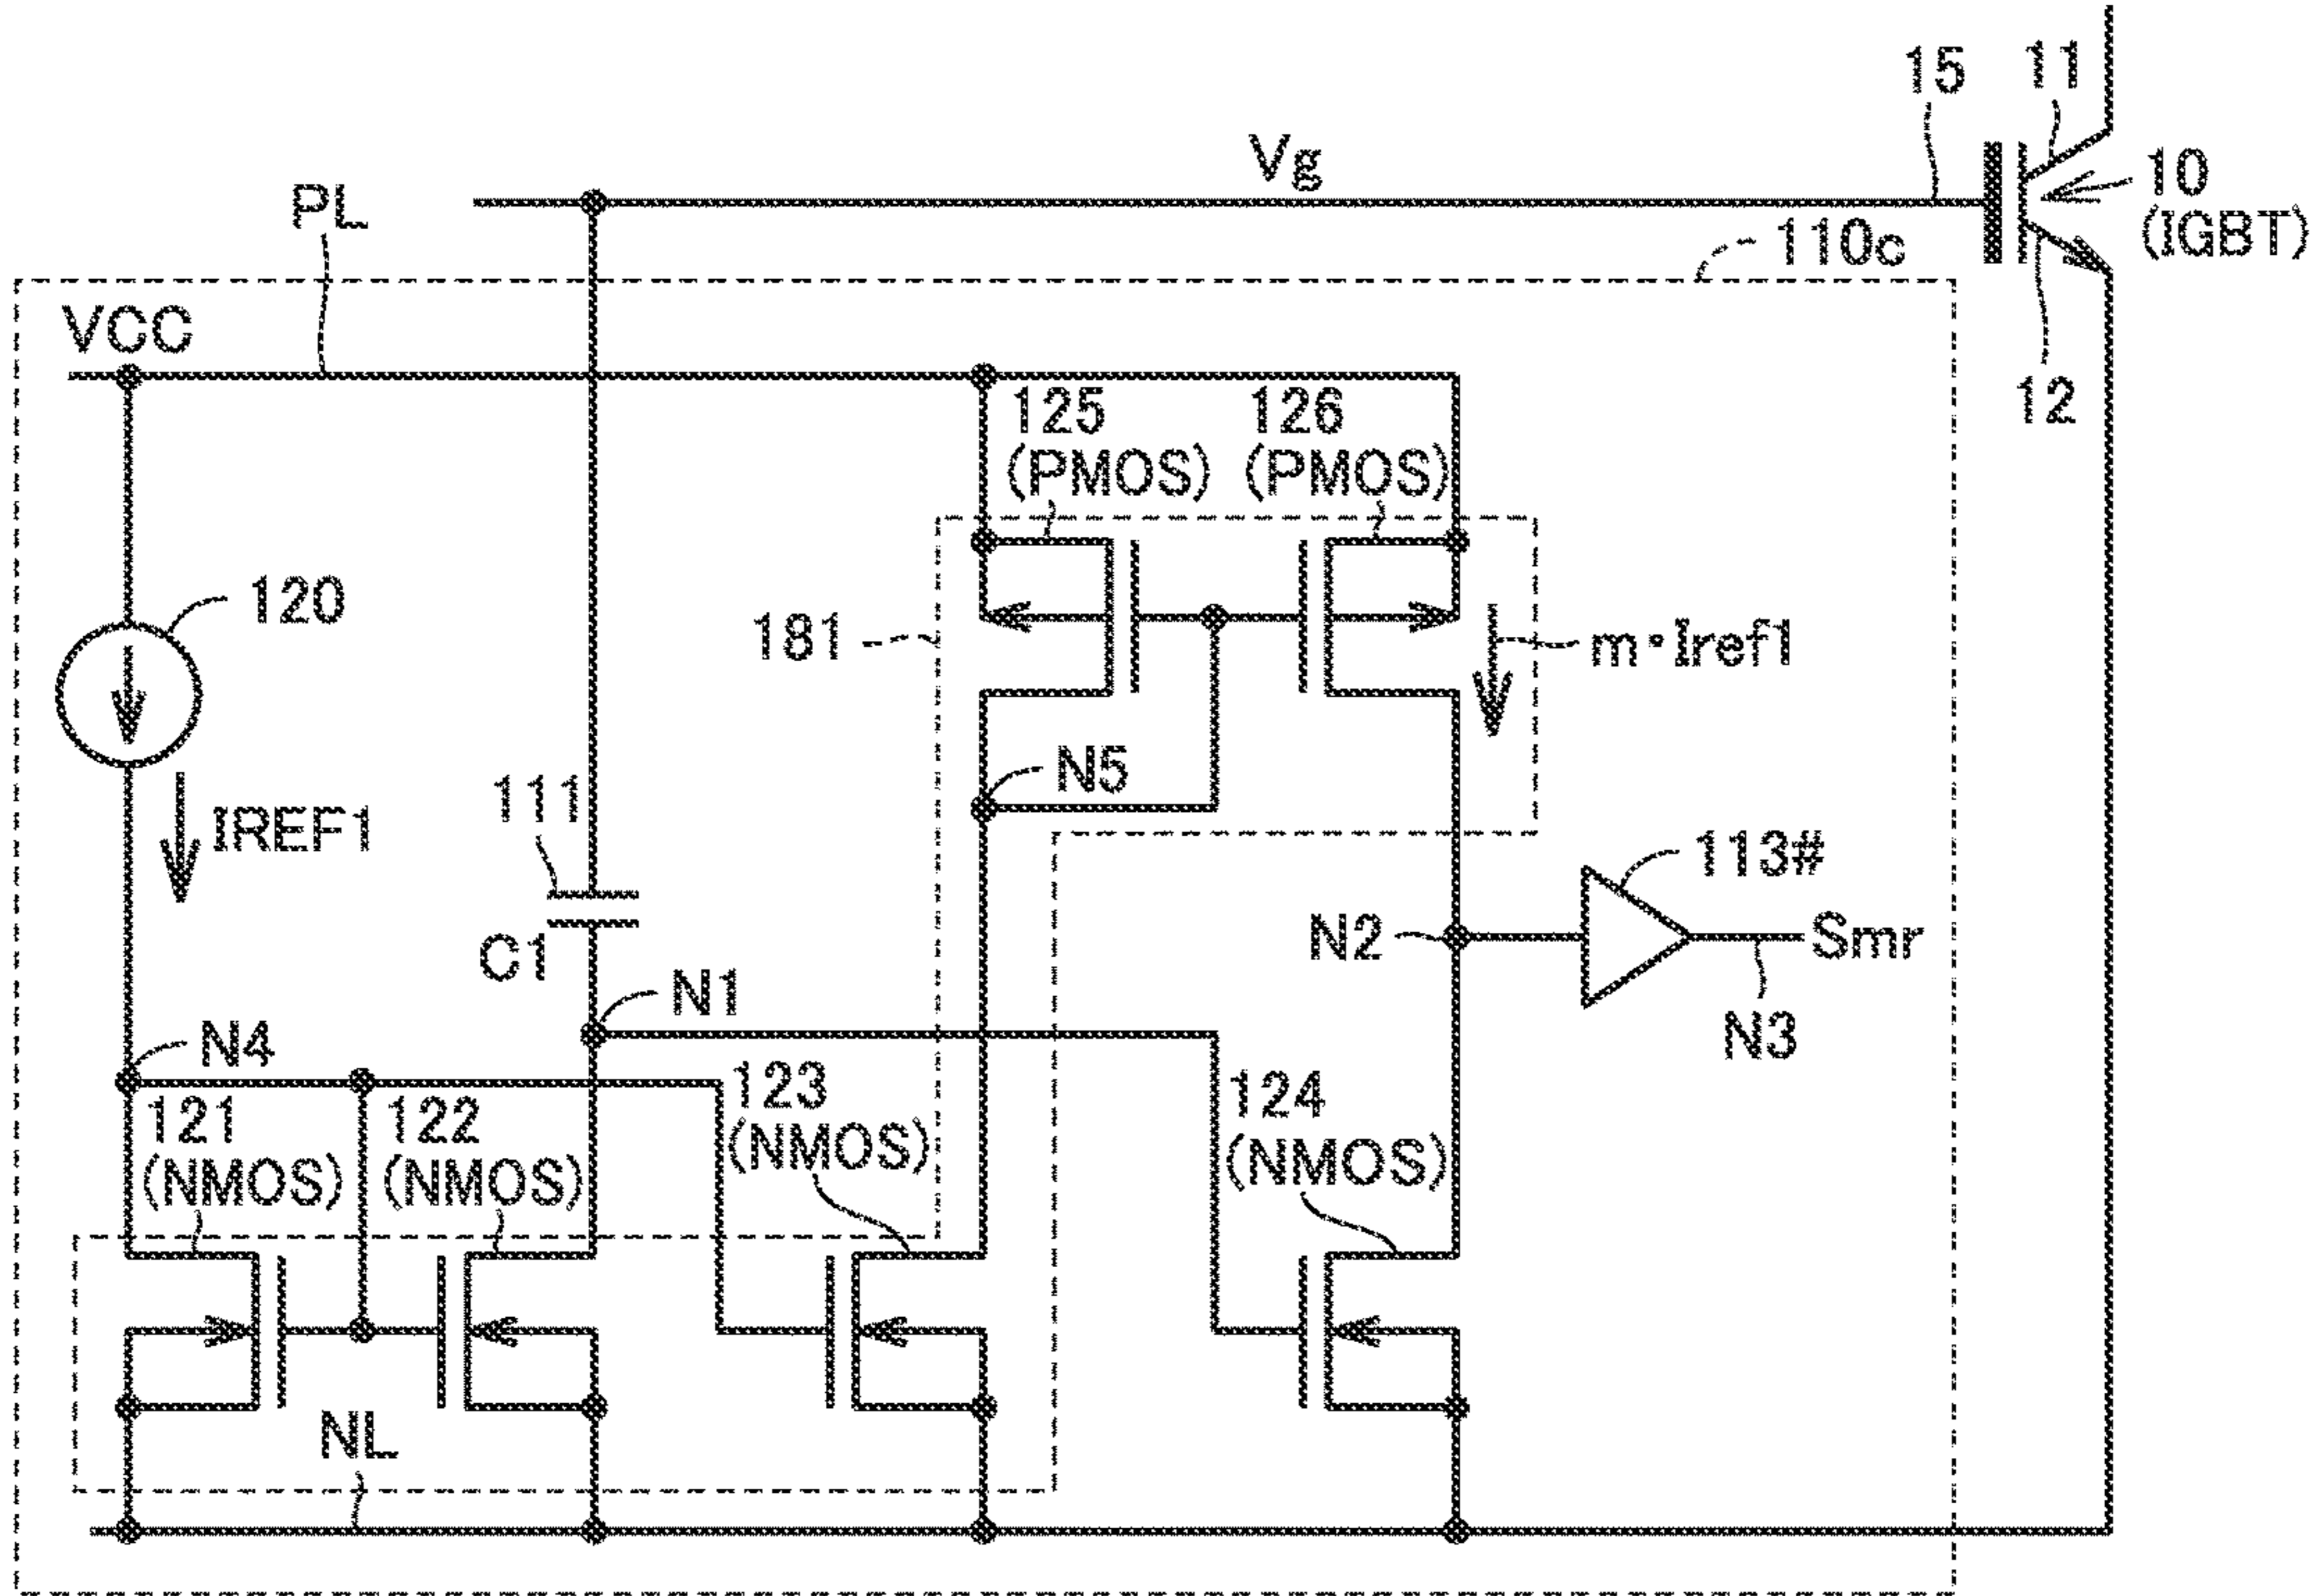 15
11
Vg
10
(IGBT)
PL
110c
VCC
12
125
(PMOS)
126
(PMOS)
120
181
m·Iref1
N5
111
IREF1
113#
C1
N2
Smr
N1
N3
N4
121
(NMOS)
122
(NMOS)
123
(NMOS)
124
(NMOS)
NL